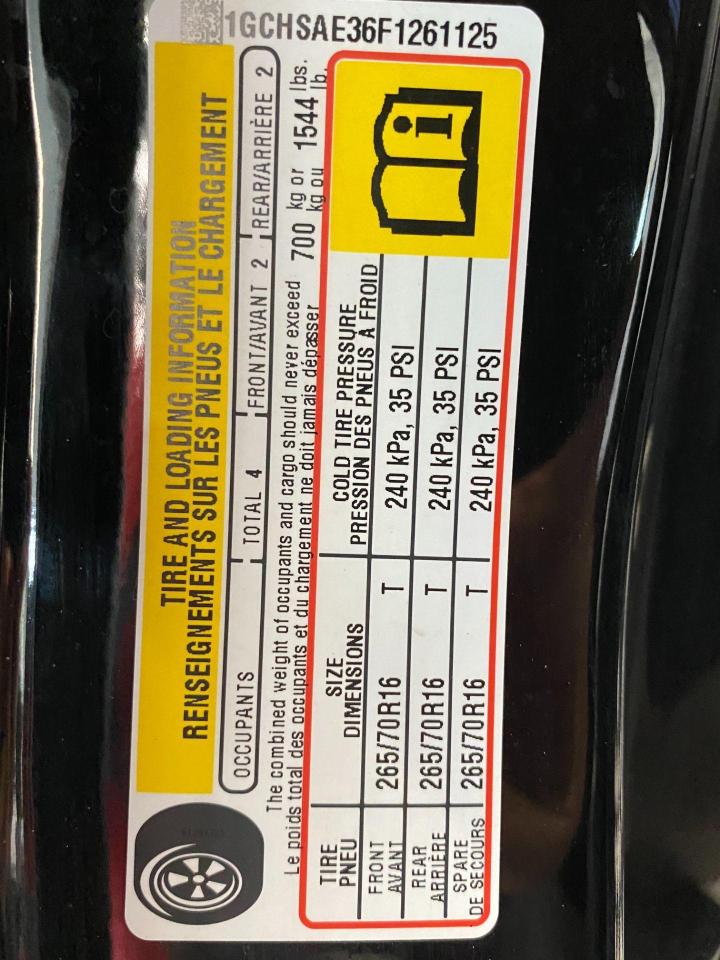 1GCHSAE36F1261125
TIRE AND LOADING INFORMATION
RENSEIGNEMENTS SUR LES PNEUS ET LE CHARGEMENT
OCCUPANTS TOTAL 4 FRONT/AVANT 2 REAR/ARRIÈRE 2
The combined weight of occupants and cargo should never exceed 700 kg or 1544 lbs.
Le poids total des occupants et du chargement ne doit jamais dépasser kg ou lb.
TIRE SIZE COLD TIRE PRESSURE
PNEU DIMENSIONS PRESSION DES PNEUS À FROID
FRONT
AVANT 265/70R16 T 240 kPa, 35 PSI
REAR
ARRIÈRE 265/70R16 T 240 kPa, 35 PSI
SPARE
DE SECOURS 265/70R16 T 240 kPa, 35 PSI